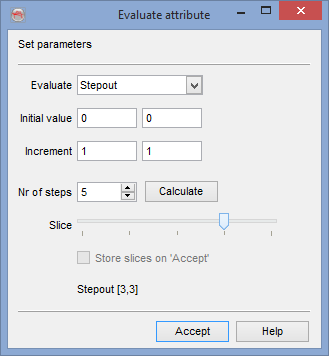 Evaluate attribute
Set parameters
Evaluate Stepout
Initial value 0 0
Increment 1 1
Nr of steps 5 Calculate
Slice
Store slices on 'Accept'
Stepout [3,3]
Accept Help